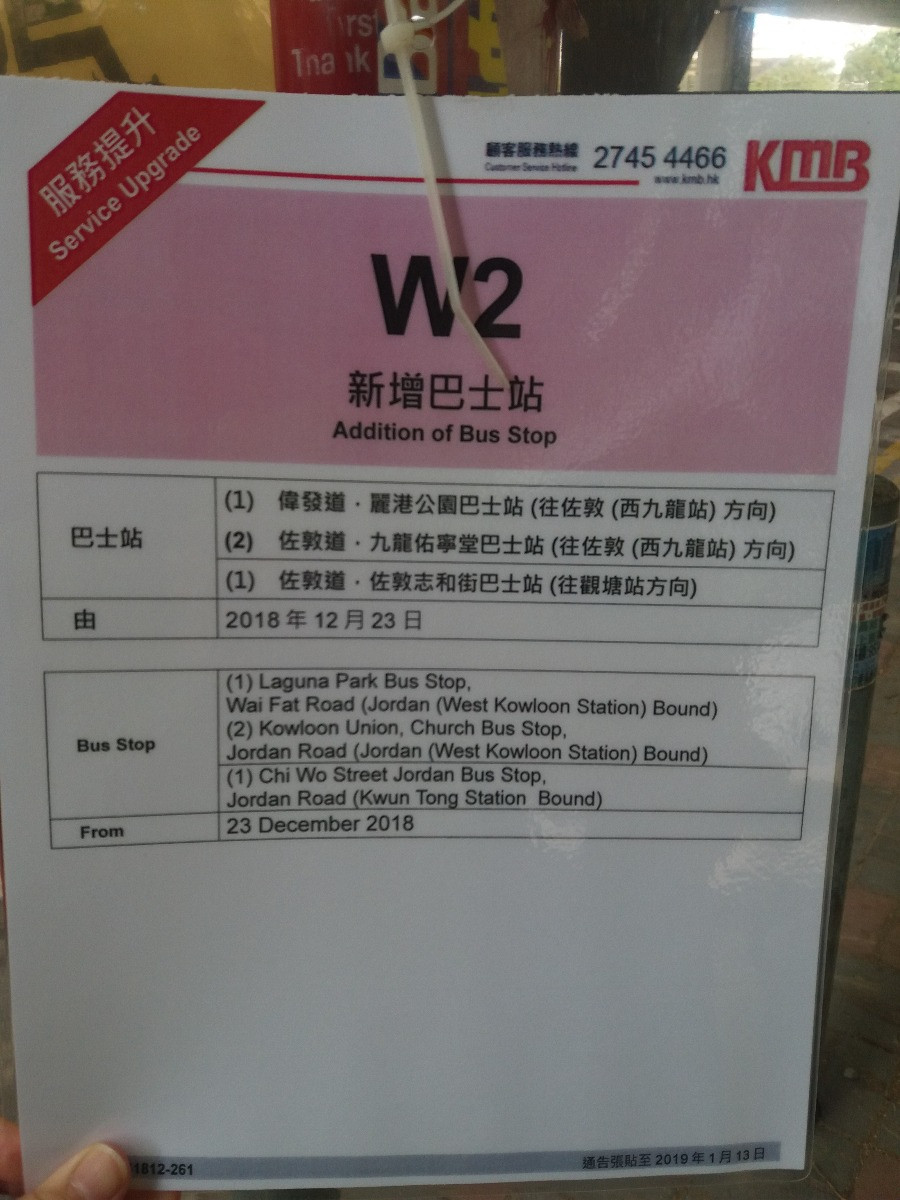 First
Thank
服務提升
Service Upgrade
顧客服務熱線
Customer Service Hotline
2745 4466
www.kmb.hk
KMB
W2
新增巴士站
Addition of Bus Stop
巴士站
(1) 偉發道．麗港公園巴士站 (往佐敦 (西九龍站) 方向)
(2) 佐敦道．九龍佑寧堂巴士站 (往佐敦 (西九龍站) 方向)
(1) 佐敦道．佐敦志和街巴士站 (往觀塘站方向)
由
2018 年 12 月 23 日
Bus Stop
(1) Laguna Park Bus Stop,
Wai Fat Road (Jordan (West Kowloon Station) Bound)
(2) Kowloon Union, Church Bus Stop,
Jordan Road (Jordan (West Kowloon Station) Bound)
(1) Chi Wo Street Jordan Bus Stop,
Jordan Road (Kwun Tong Station Bound)
From
23 December 2018
1812-261
通告張貼至 2019 年 1 月 13 日